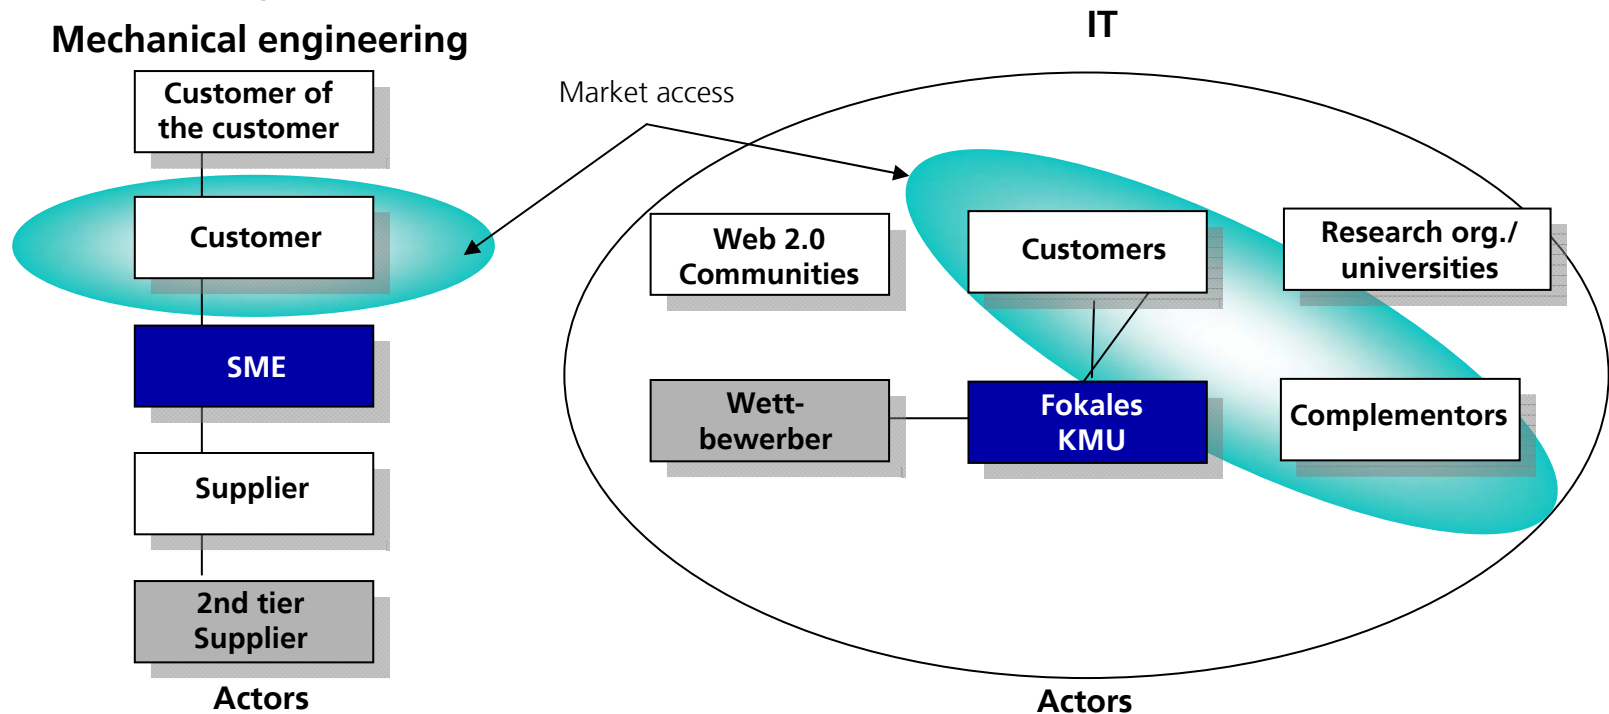 Mechanical engineering
Customer of
the customer
Customer
SME
Supplier
2nd tier
Supplier
Actors
Market access
IT
Web 2.0
Communities
Customers
Research org./
universities
Wett-
bewerber
Fokales
KMU
Complementors
Actors